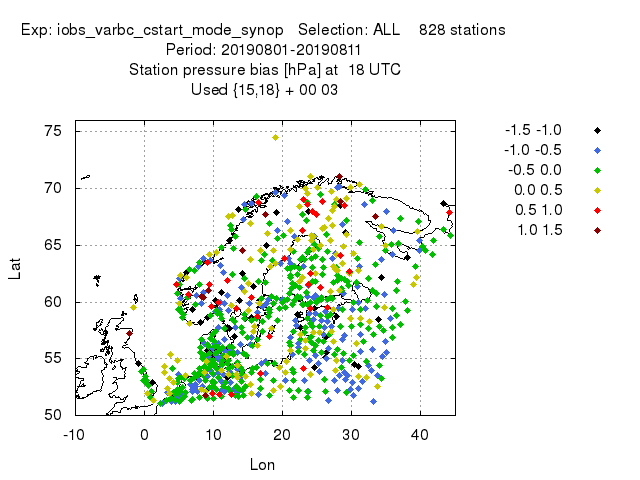 Exp: iobs_varbc_cstart_mode_synop Selection: ALL 828 stations
Period: 20190801-20190811
Station pressure bias [hPa] at 18 UTC
Used {15,18} + 00 03
-1.5 -1.0
-1.0 -0.5
-0.5 0.0
0.0 0.5
0.5 1.0
1.0 1.5
75
70
65
60
55
50
Lat
-10 0 10 20 30 40
Lon